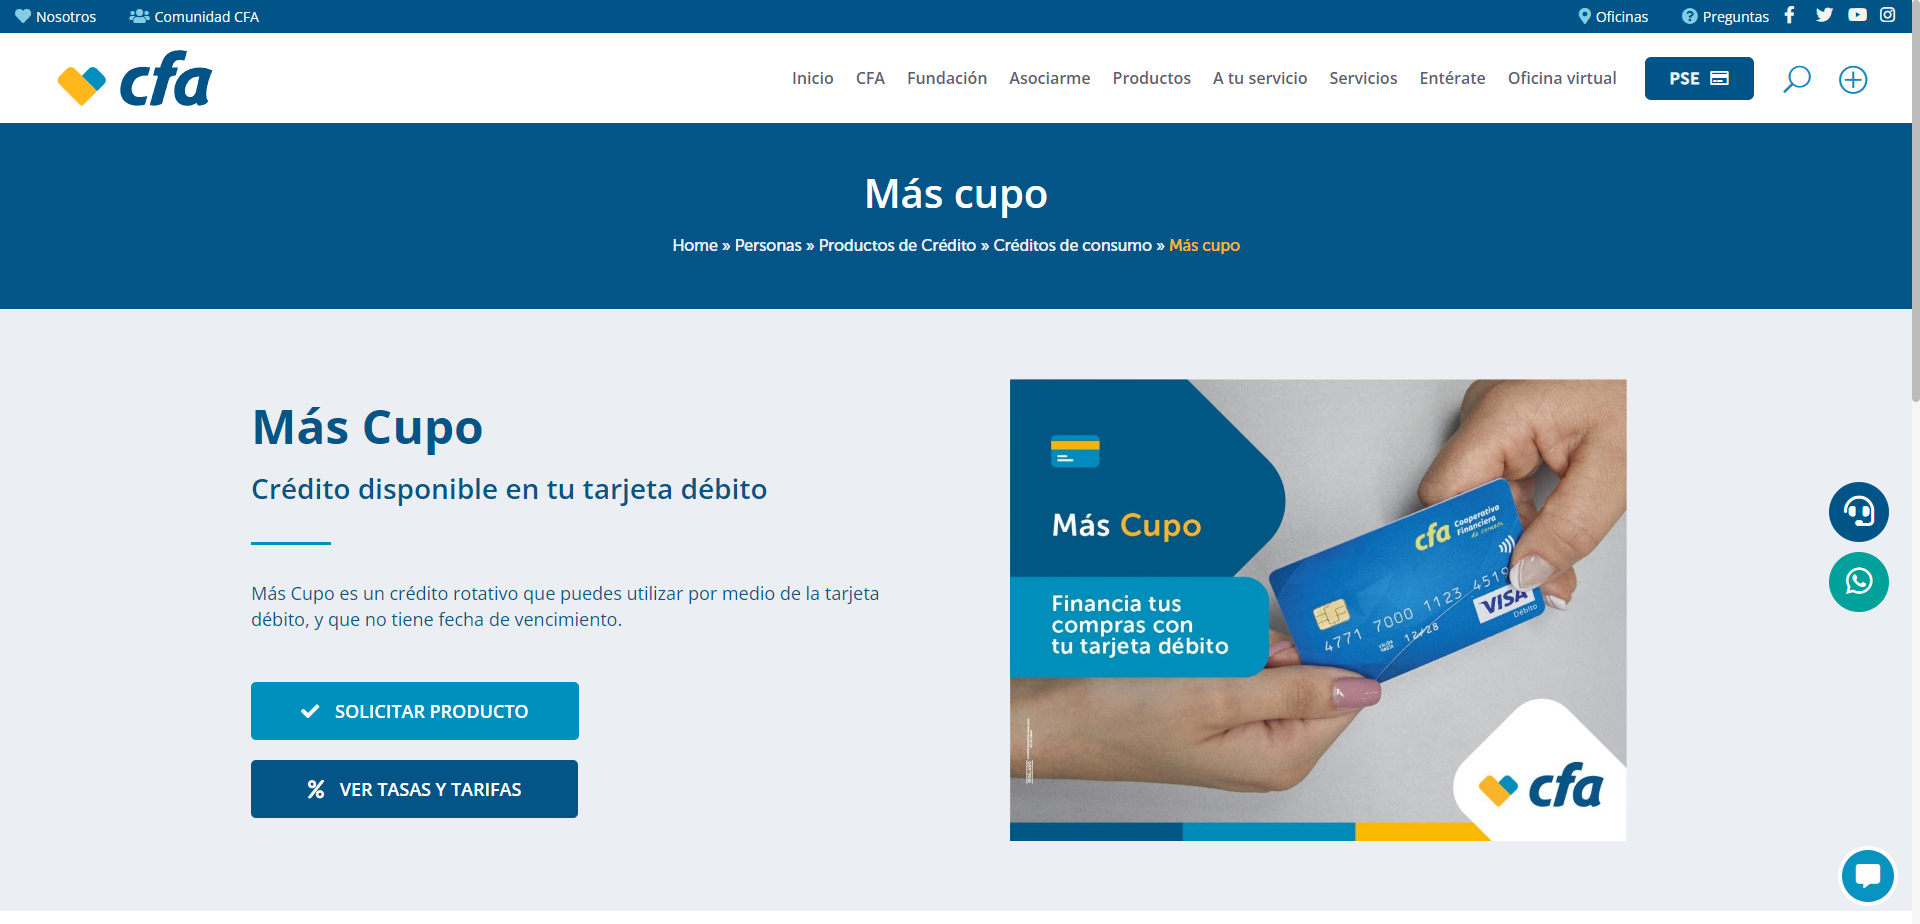 Nosotros
Comunidad CFA
Oficinas
Preguntas
cfa
Inicio
CFA
Fundación
Asociarme
Productos
A tu servicio
Servicios
Entérate
Oficina virtual
PSE
Más cupo
Home » Personas » Productos de Crédito » Créditos de consumo » Más cupo
Más Cupo
Crédito disponible en tu tarjeta débito
Más Cupo es un crédito rotativo que puedes utilizar por medio de la tarjeta
débito, y que no tiene fecha de vencimiento.
SOLICITAR PRODUCTO
VER TASAS Y TARIFAS
Más Cupo
Financia tus
compras con
tu tarjeta débito
cfa Cooperativa
Financiera
4771 7000 1123 4519
12/28
VISA
Débito
cfa